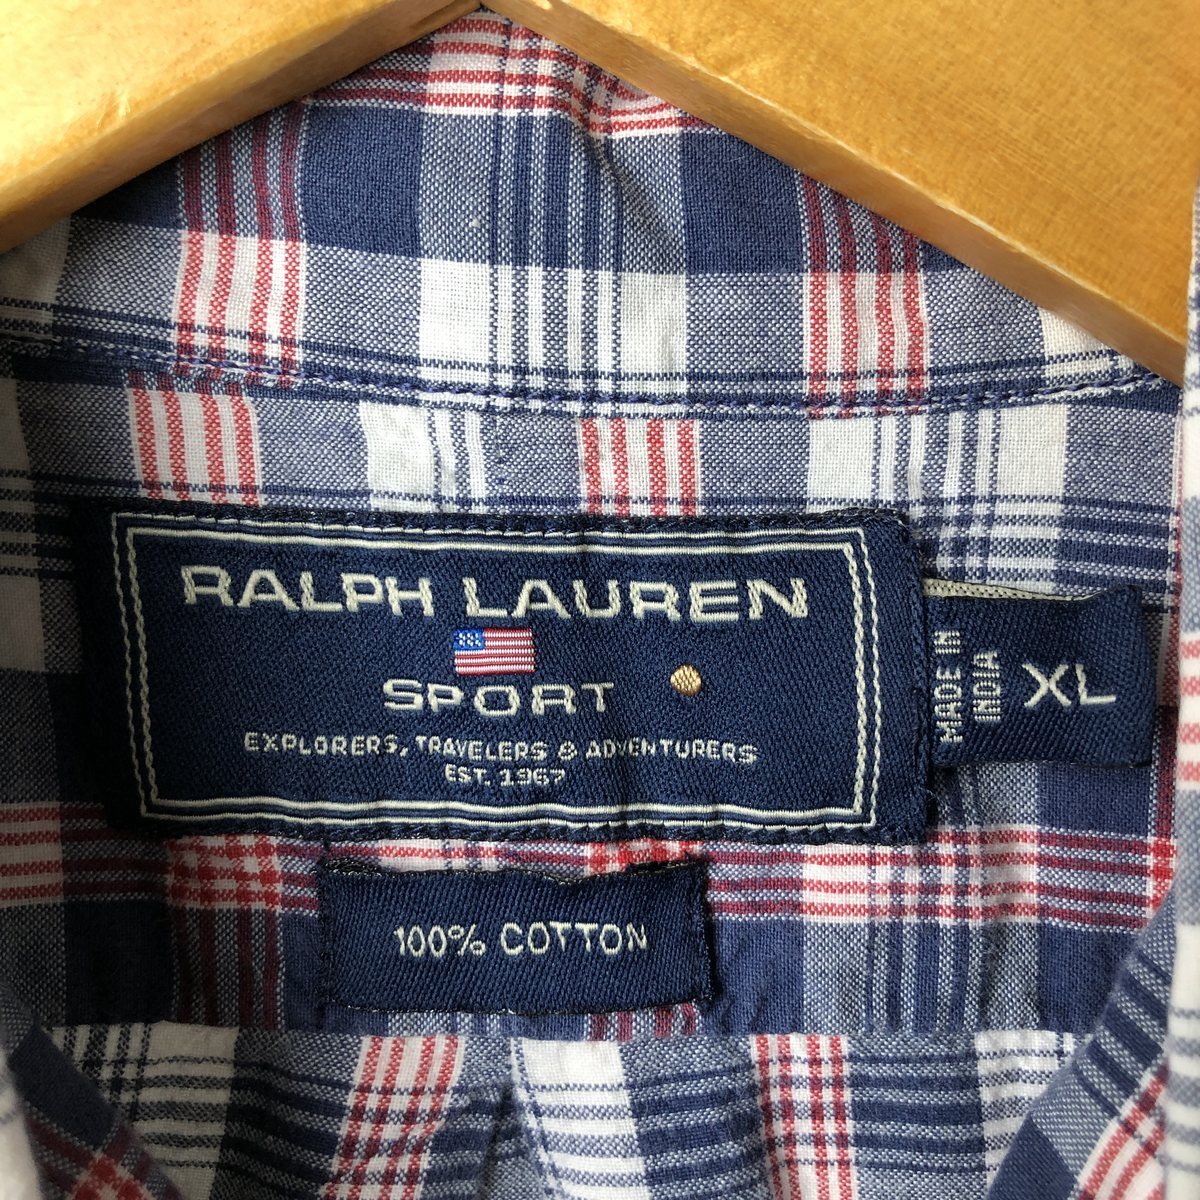 RALPH LAUREN
SPORT
EXPLORERS, TRAVELERS & ADVENTURERS
EST. 1967
MADE IN
INDIA
XL
100% COTTON